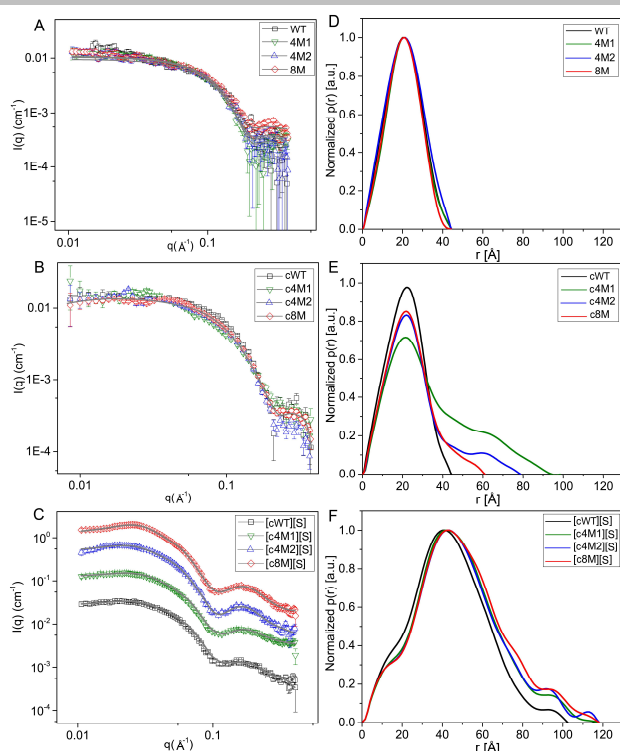 A
WT
4M1
4M2
8M
I(q) (cm⁻¹)
0.01
1E-3
1E-4
1E-5
0.01
0.1
q(Å⁻¹)
D
WT
4M1
4M2
8M
Normalized p(r) [a.u.]
1.0
0.8
0.6
0.4
0.2
0.0
0 20 40 60 80 100 120
r [Å]
B
cWT
c4M1
c4M2
c8M
I(q) (cm⁻¹)
0.01
1E-3
1E-4
0.01
0.1
q(Å⁻¹)
E
cWT
c4M1
c4M2
c8M
Normalized p(r) [a.u.]
1.0
0.8
0.6
0.4
0.2
0.0
0 20 40 60 80 100 120
r [Å]
C
[cWT][S]
[c4M1][S]
[c4M2][S]
[c8M][S]
I(q) (cm⁻¹)
10⁰
10⁻¹
10⁻²
10⁻³
10⁻⁴
0.01
0.1
q(Å⁻¹)
F
[cWT][S]
[c4M1][S]
[c4M2][S]
[c8M][S]
Normalized p(r) [a.u.]
1.0
0.8
0.6
0.4
0.2
0.0
0 20 40 60 80 100 120
r [Å]